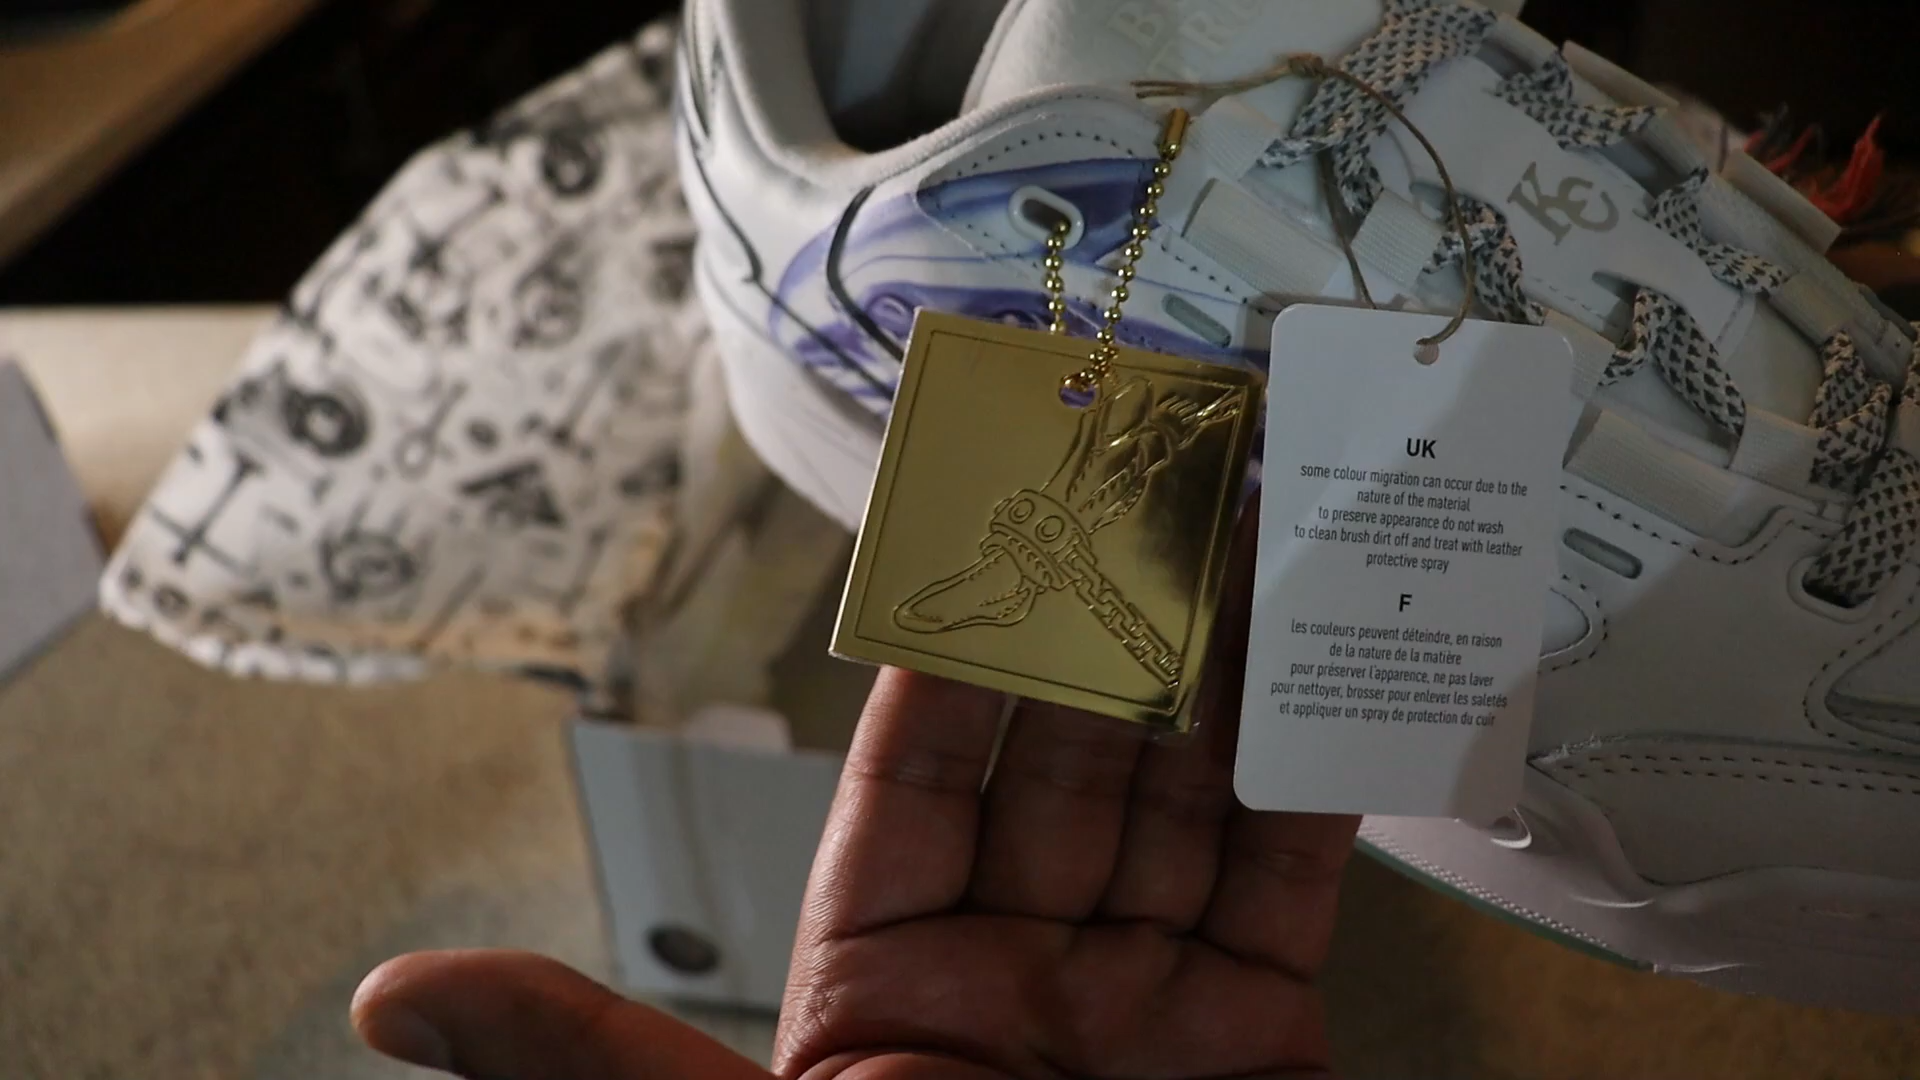 KC
UK
some colour migration can occur due to the
nature of the material
to preserve appearance do not wash
to clean brush dirt off and treat with leather
protective spray
F
les couleurs peuvent déteindre, en raison
de la nature de la matière
pour préserver l'apparence, ne pas laver
pour nettoyer, brosser pour enlever les saletés
et appliquer un spray de protection du cuir